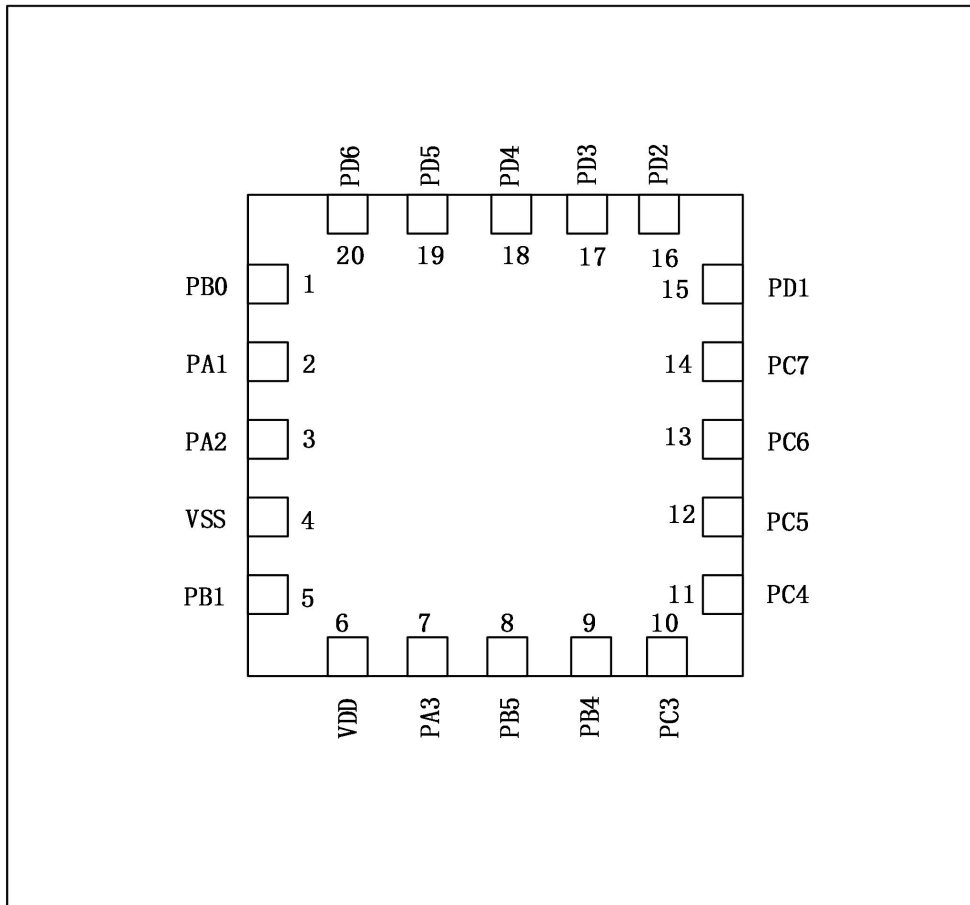 PD6 PD5 PD4 PD3 PD2
20 19 18 17 16
PB0 1 15 PD1
PA1 2 14 PC7
PA2 3 13 PC6
VSS 4 12 PC5
PB1 5 11 PC4
6 7 8 9 10
VDD PA3 PB5 PB4 PC3